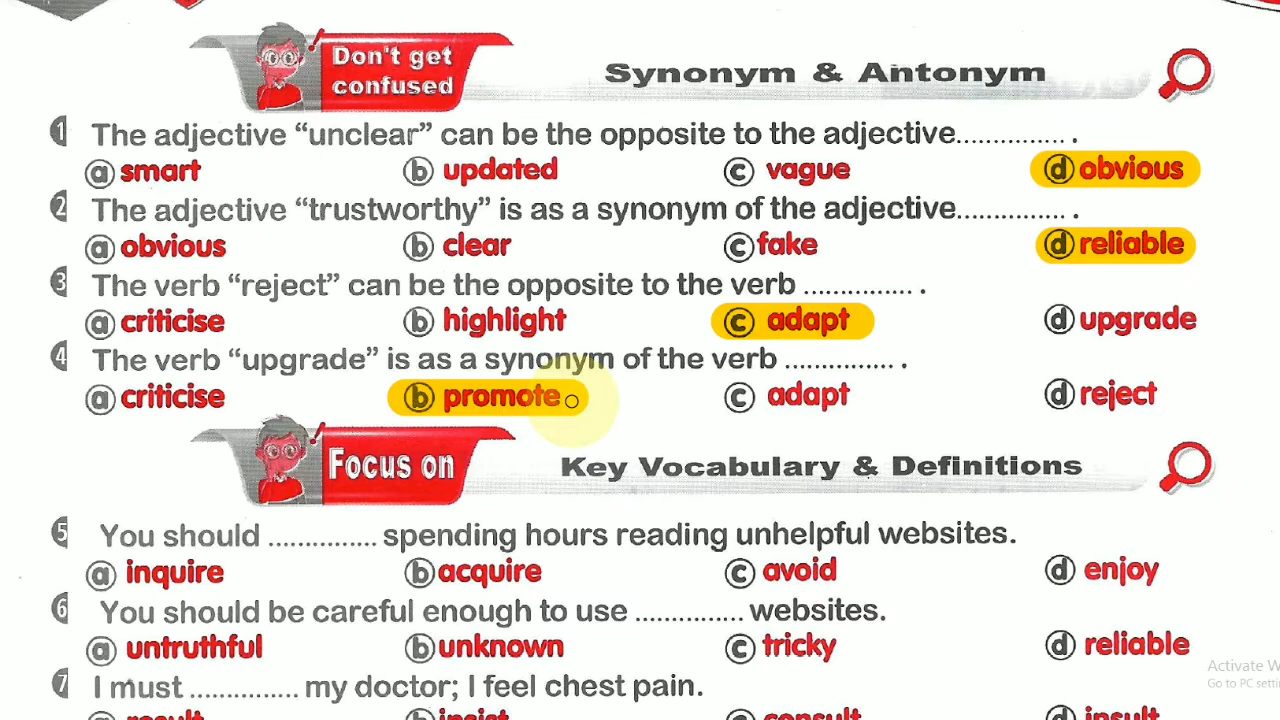 Don't get
confused
Synonym & Antonym
1 The adjective “unclear” can be the opposite to the adjective............... .
a smart b updated c vague d obvious
2 The adjective “trustworthy” is as a synonym of the adjective............... .
a obvious b clear c fake d reliable
3 The verb “reject” can be the opposite to the verb ............... .
a criticise b highlight c adapt d upgrade
4 The verb “upgrade” is as a synonym of the verb ............... .
a criticise b promote c adapt d reject
Focus on
Key Vocabulary & Definitions
5 You should ............... spending hours reading unhelpful websites.
a inquire b acquire c avoid d enjoy
6 You should be careful enough to use ............... websites.
a untruthful b unknown c tricky d reliable
Activate W
Go to PC setti
7 I must ............... my doctor; I feel chest pain.
a result b insist c consult d insult